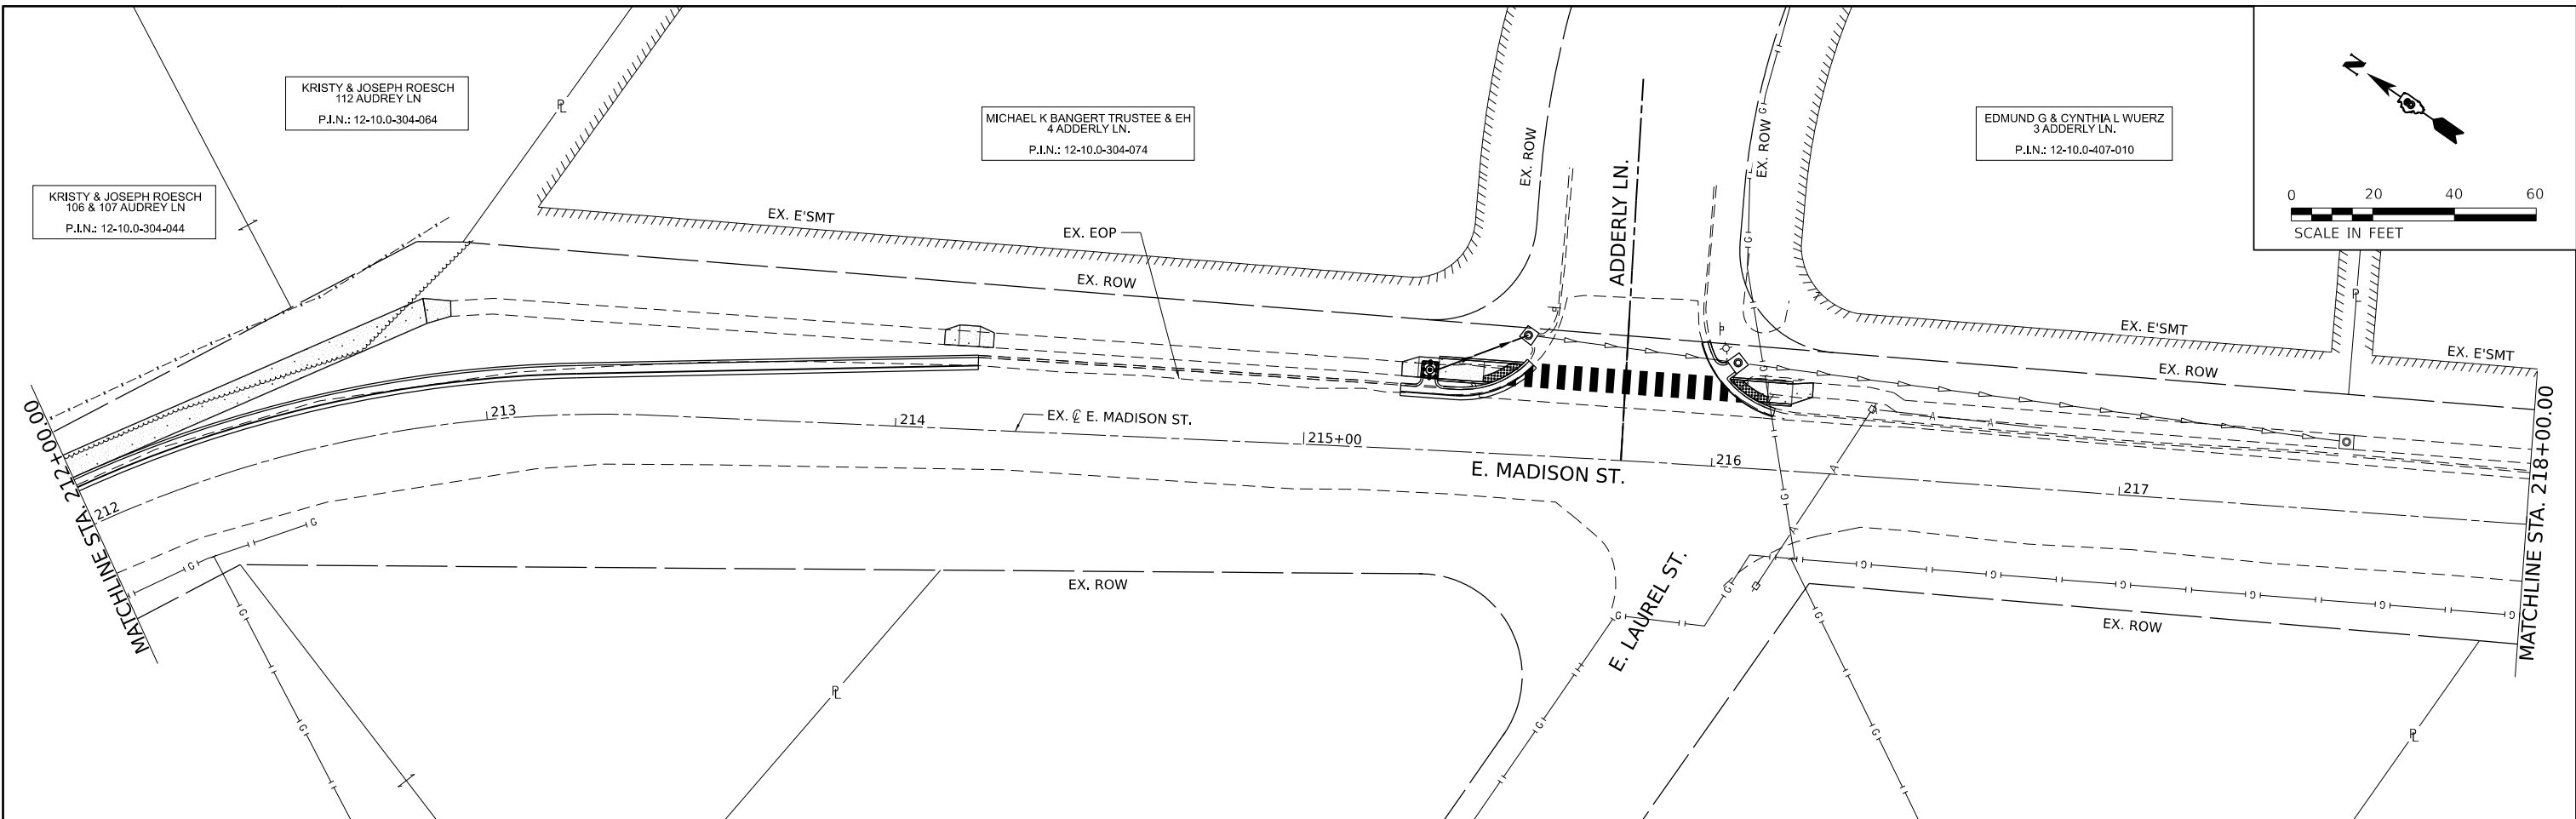 KRISTY & JOSEPH ROESCH
112 AUDREY LN
P.I.N.: 12-10.0-304-064
KRISTY & JOSEPH ROESCH
106 & 107 AUDREY LN
P.I.N.: 12-10.0-304-044
MICHAEL K BANGERT TRUSTEE & EH
4 ADDERLY LN.
P.I.N.: 12-10.0-304-074
EDMUND G & CYNTHIA L WUERZ
3 ADDERLY LN.
P.I.N.: 12-10.0-407-010
N
0 20 40 60
SCALE IN FEET
PL
EX. E'SMT
EX. EOP
EX. ROW
EX. ROW
ADDERLY LN.
EX. ROW
G
G
G
P
P
EX. E'SMT
PL
EX. E'SMT
EX. ROW
MATCHLINE STA. 212+00.00
212
213
214
EX. CL E. MADISON ST.
215+00
E. MADISON ST.
216
217
A
A
A
A
G
G
MATCHLINE STA. 218+00.00
G
G
G
G
EX. ROW
PL
E. LAUREL ST.
G
G
G
G
G
G
G
G
G
G
G
G
EX. ROW
PL